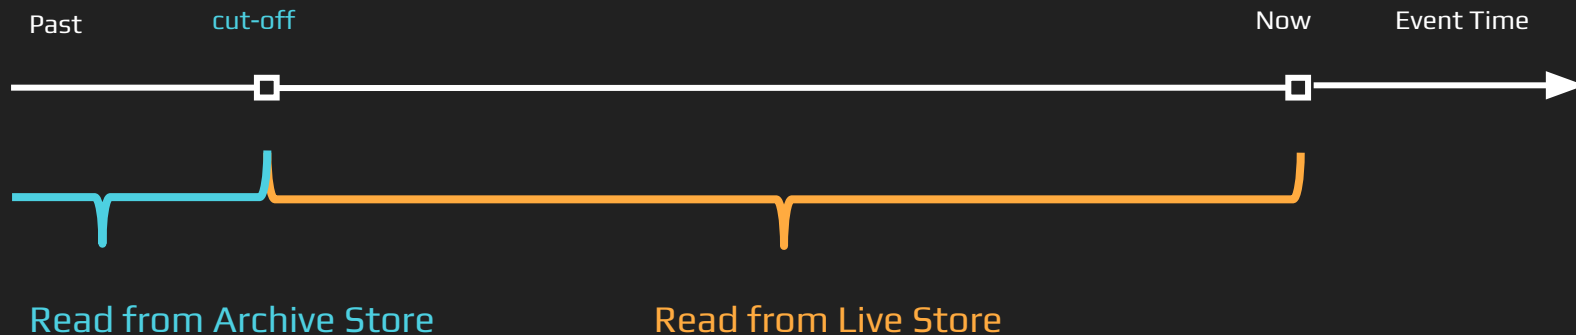 Past
cut-off
Now
Event Time
Read from Archive Store
Read from Live Store